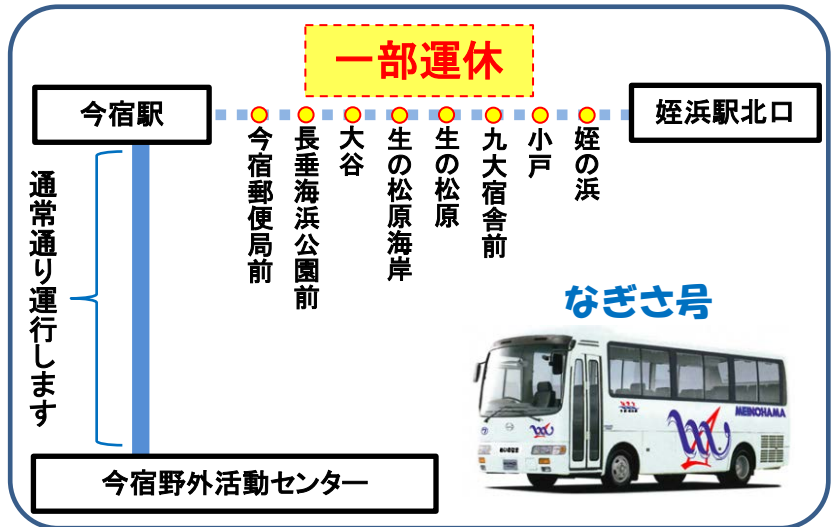 一部運休
今宿駅
姪浜駅北口
今宿郵便局前
長垂海浜公園前
大谷
生の松原海岸
生の松原
九大宿舎前
小戸
姪の浜
通常通り運行します
なぎさ号
MEINOHAMA
今宿野外活動センター